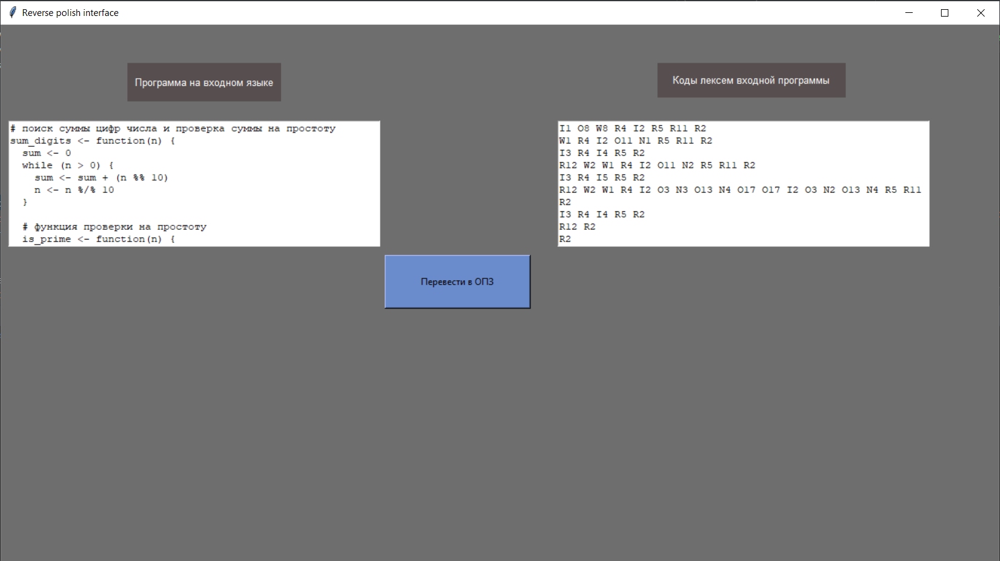 Reverse polish interface
Программа на входном языке
Коды лексем входной программы
# поиск суммы цифр числа и проверка суммы на простоту
sum_digits <- function(n) {
  sum <- 0
  while (n > 0) {
    sum <- sum + (n %% 10)
    n <- n %/% 10
  }

  # функция проверки на простоту
  is_prime <- function(n) {
I1 O8 W8 R4 I2 R5 R11 R2
W1 R4 I2 O11 N1 R5 R11 R2
I3 R4 I4 R5 R2
R12 W2 W1 R4 I2 O11 N2 R5 R11 R2
I3 R4 I5 R5 R2
R12 W2 W1 R4 I2 O3 N3 O13 N4 O17 O17 I2 O3 N2 O13 N4 R5 R11
R2
I3 R4 I4 R5 R2
R12 R2
R2
Перевести в ОПЗ